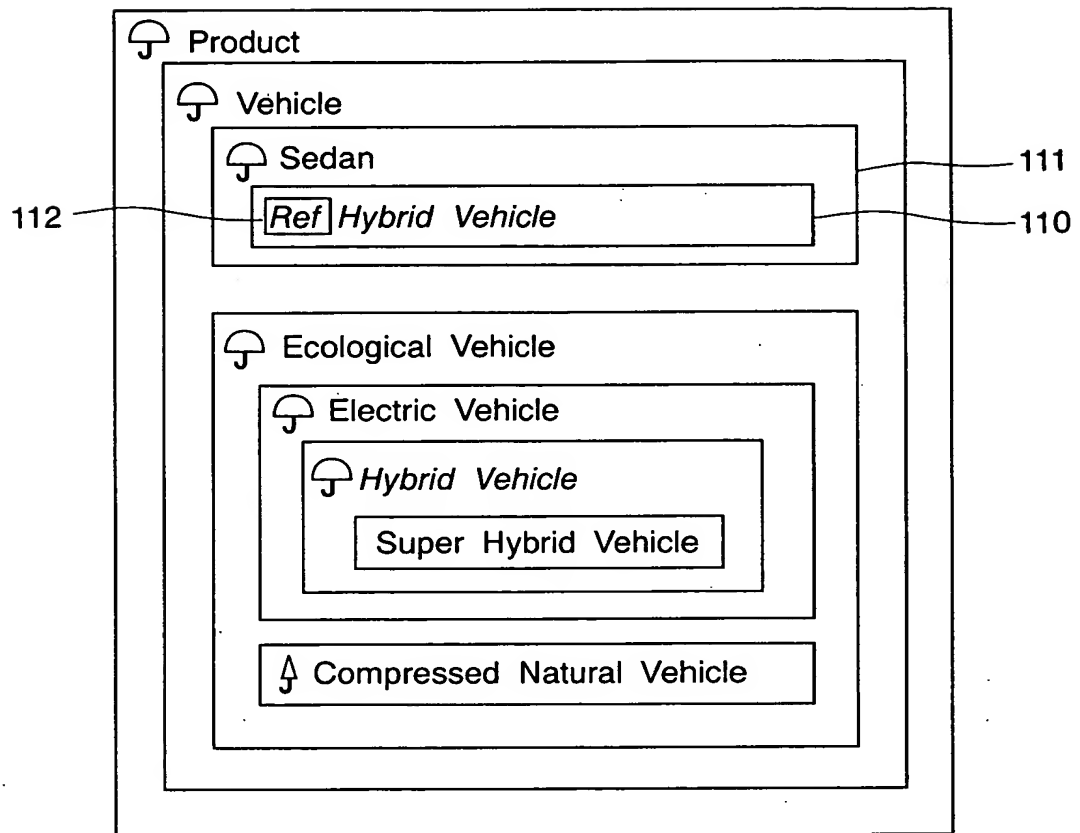 Product
Vehicle
Sedan
111
112
Ref Hybrid Vehicle
110
Ecological Vehicle
Electric Vehicle
Hybrid Vehicle
Super Hybrid Vehicle
Compressed Natural Vehicle